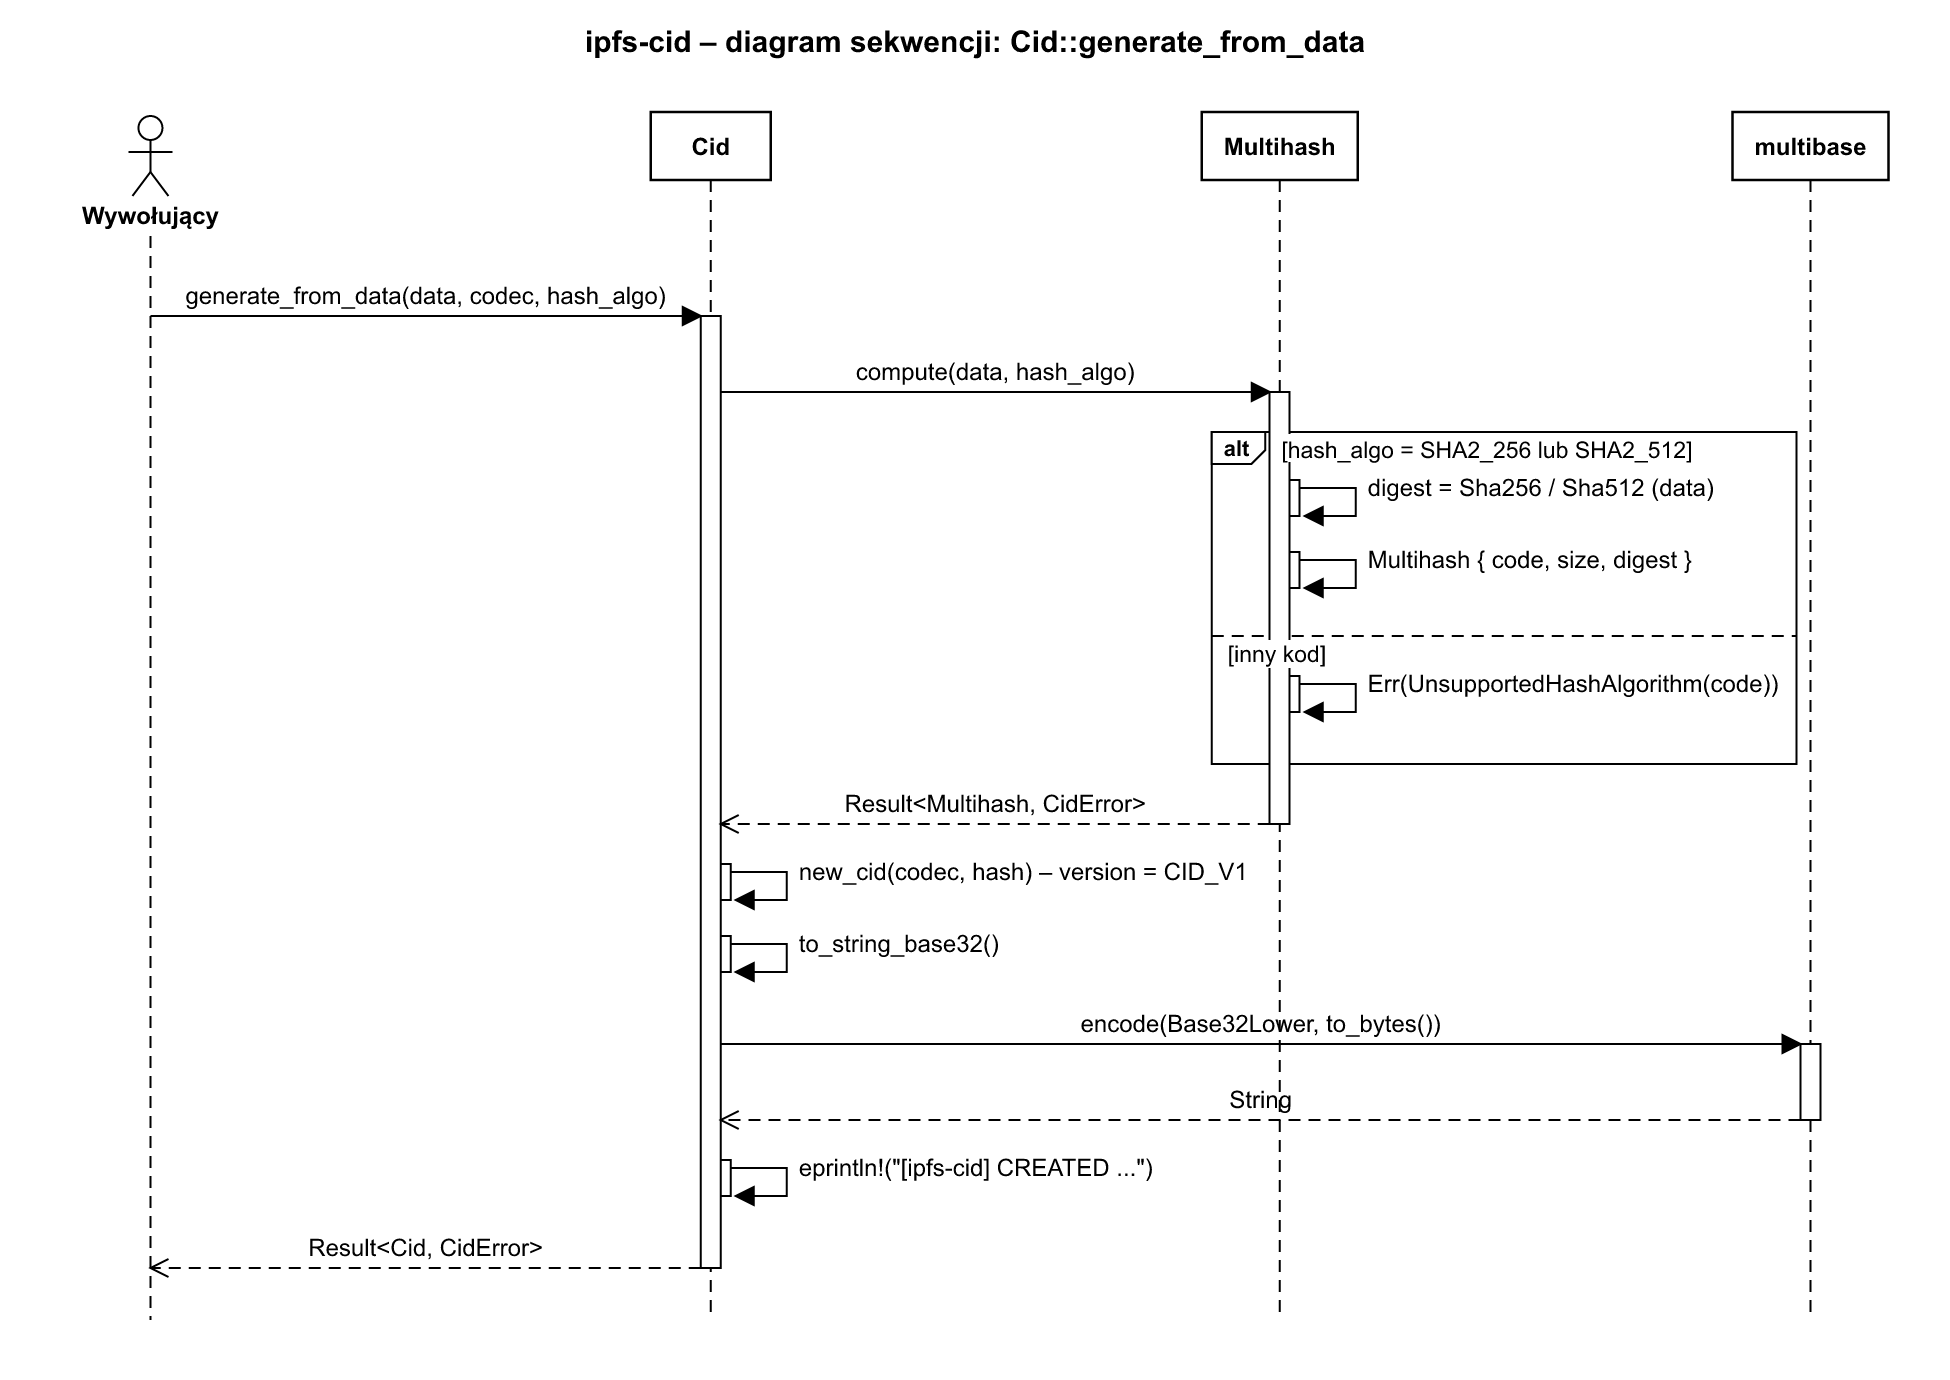 ipfs-cid – diagram sekwencji: Cid::generate_from_data
Wywołujący
Cid
Multihash
multibase
generate_from_data(data, codec, hash_algo)
compute(data, hash_algo)
alt
[hash_algo = SHA2_256 lub SHA2_512]
digest = Sha256 / Sha512 (data)
Multihash { code, size, digest }
[inny kod]
Err(UnsupportedHashAlgorithm(code))
Result<Multihash, CidError>
new_cid(codec, hash) – version = CID_V1
to_string_base32()
encode(Base32Lower, to_bytes())
String
eprintln!("[ipfs-cid] CREATED ...")
Result<Cid, CidError>